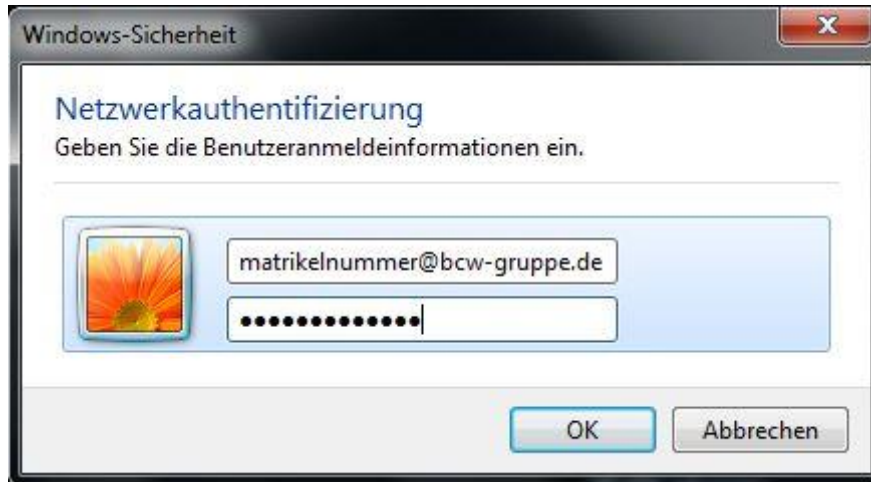 Windows-Sicherheit
Netzwerkauthentifizierung
Geben Sie die Benutzeranmeldeinformationen ein.
matrikelnummer@bcw-gruppe.de
●●●●●●●●●●●●●
OK Abbrechen